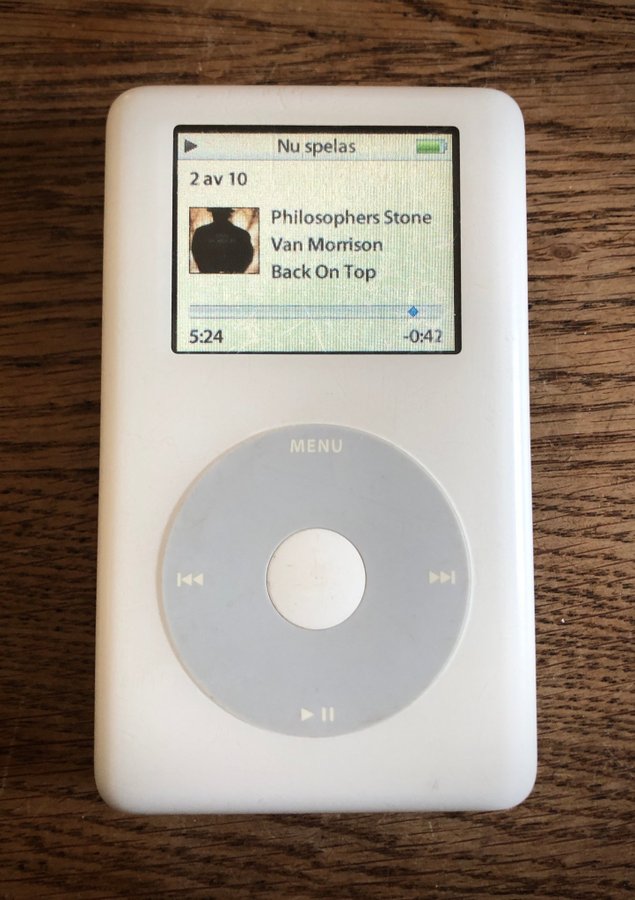 Nu spelas
2 av 10
Philosophers Stone
Van Morrison
Back On Top
5:24 -0:42
MENU